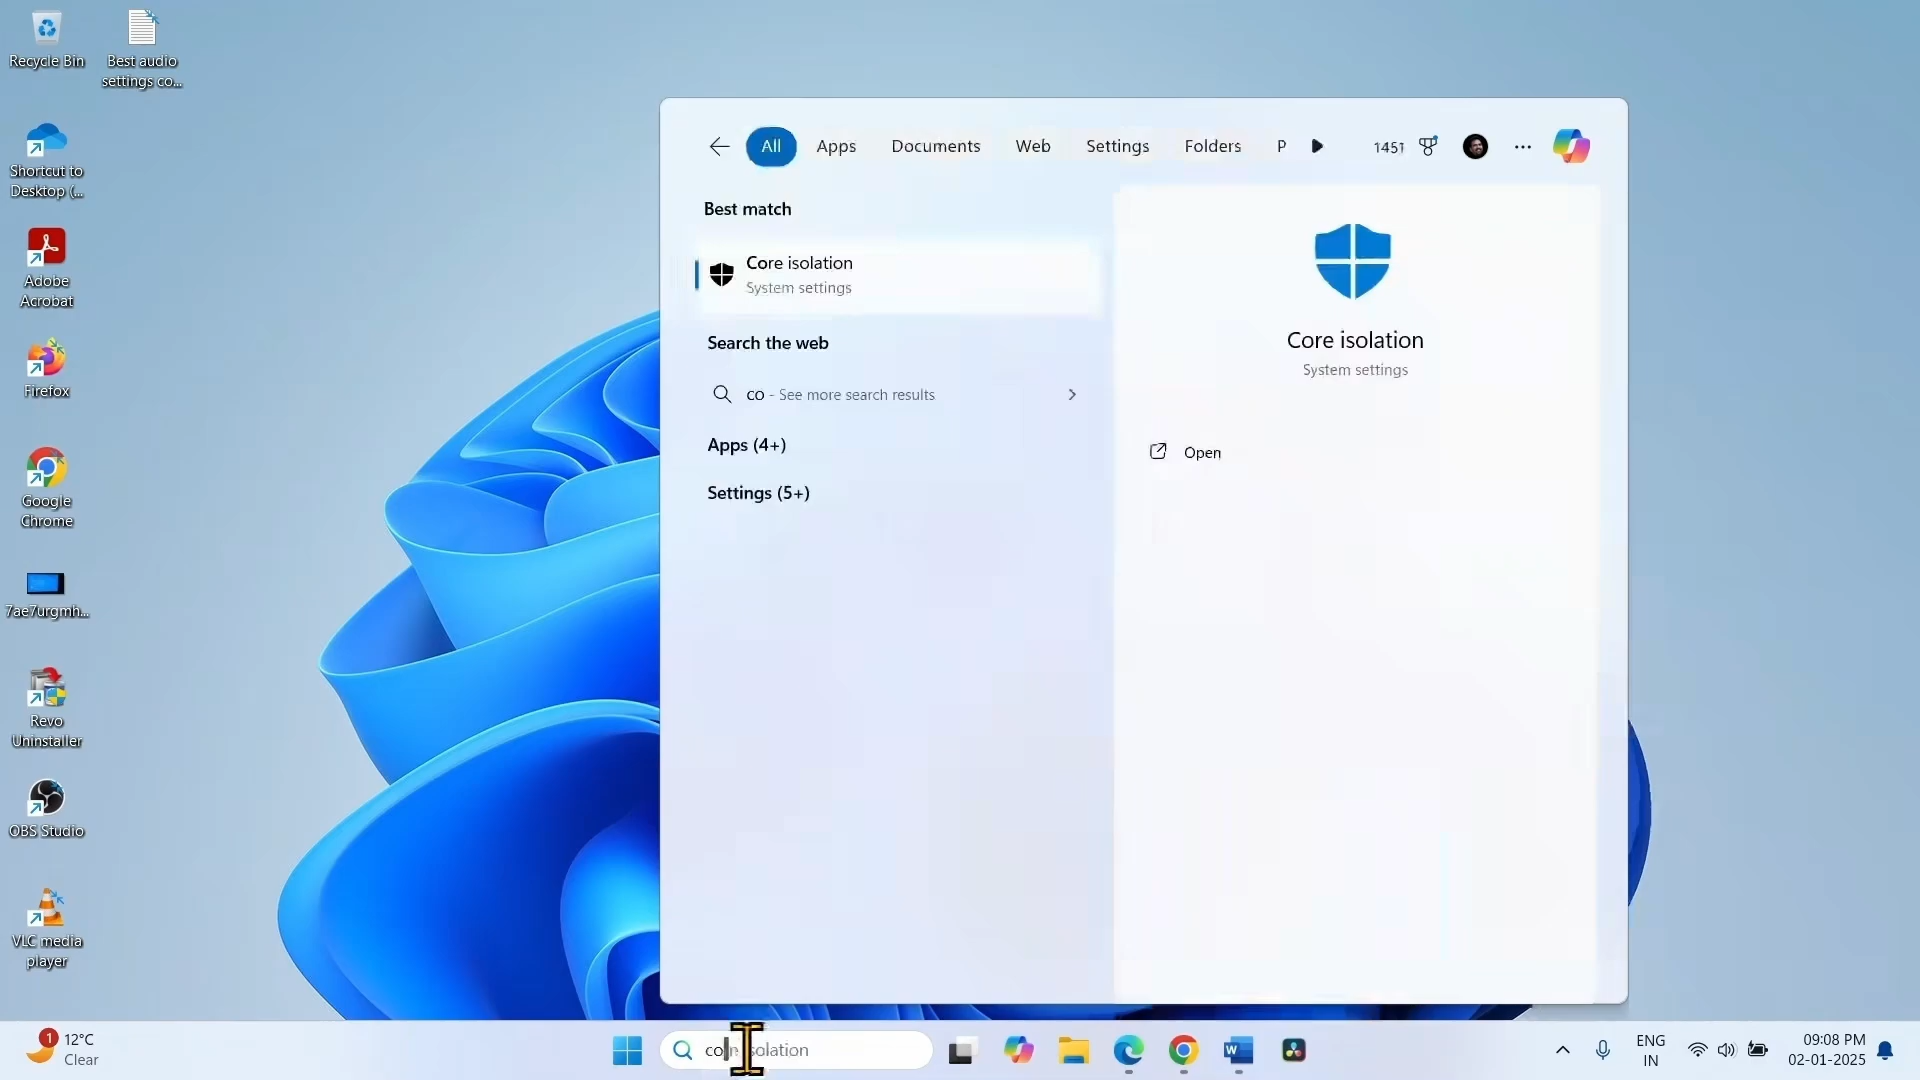 Recycle Bin
Best audio
settings co...
Shortcut to
Desktop (...
Adobe
Acrobat
Firefox
Google
Chrome
7ae7urgmh...
Revo
Uninstaller
OBS Studio
VLC media
player
All
Apps
Documents
Web
Settings
Folders
P
1451
Best match
Core isolation
System settings
Search the web
co - See more search results
Apps (4+)
Settings (5+)
Core isolation
System settings
Open
1
12°C
Clear
isolation
ENG
IN
09:08 PM
02-01-2025